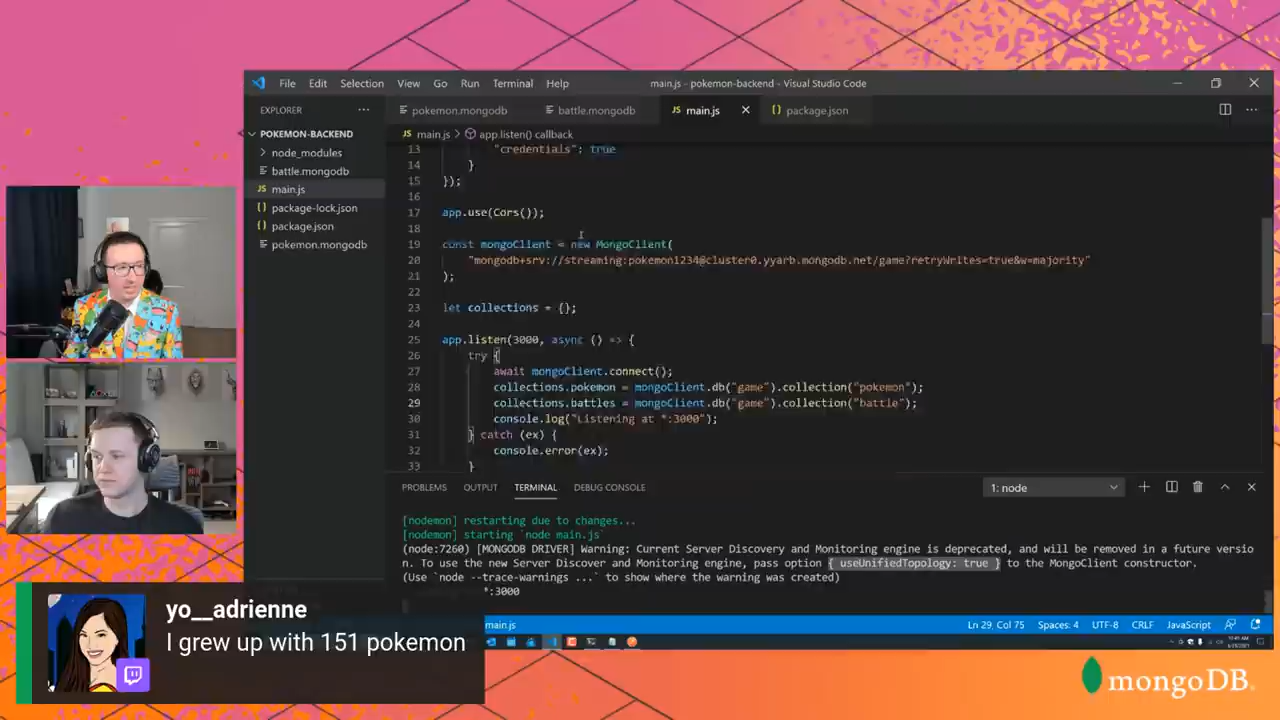 File Edit Selection View Go Run Terminal Help
main.js - pokemon-backend - Visual Studio Code
EXPLORER
POKEMON-BACKEND
node_modules
battle.mongodb
JS main.js
package-lock.json
package.json
pokemon.mongodb
pokemon.mongodb battle.mongodb JS main.js package.json
JS main.js > app.listen() callback
13 "credentials": true
14 }
15 });
16
17 app.use(Cors());
18
19 const mongoClient = new MongoClient(
20 "mongodb+srv://streaming:pokemon1234@cluster0.yyarb.mongodb.net/game?retryWrites=true&w=majority"
21 );
22
23 let collections = {};
24
25 app.listen(3000, async () => {
26 try {
27 await mongoClient.connect();
28 collections.pokemon = mongoClient.db("game").collection("pokemon");
29 collections.battles = mongoClient.db("game").collection("battle");
30 console.log("Listening at *:3000");
31 } catch (ex) {
32 console.error(ex);
33 }
PROBLEMS OUTPUT TERMINAL DEBUG CONSOLE
1: node
[nodemon] restarting due to changes...
[nodemon] starting `node main.js`
(node:7260) [MONGODB DRIVER] Warning: Current Server Discovery and Monitoring engine is deprecated, and will be removed in a future versio
n. To use the new Server Discover and Monitoring engine, pass option { useUnifiedTopology: true } to the MongoClient constructor.
(Use `node --trace-warnings ...` to show where the warning was created)
*:3000
main.js
Ln 29, Col 75 Spaces: 4 UTF-8 CRLF JavaScript
yo__adrienne
I grew up with 151 pokemon
mongoDB.